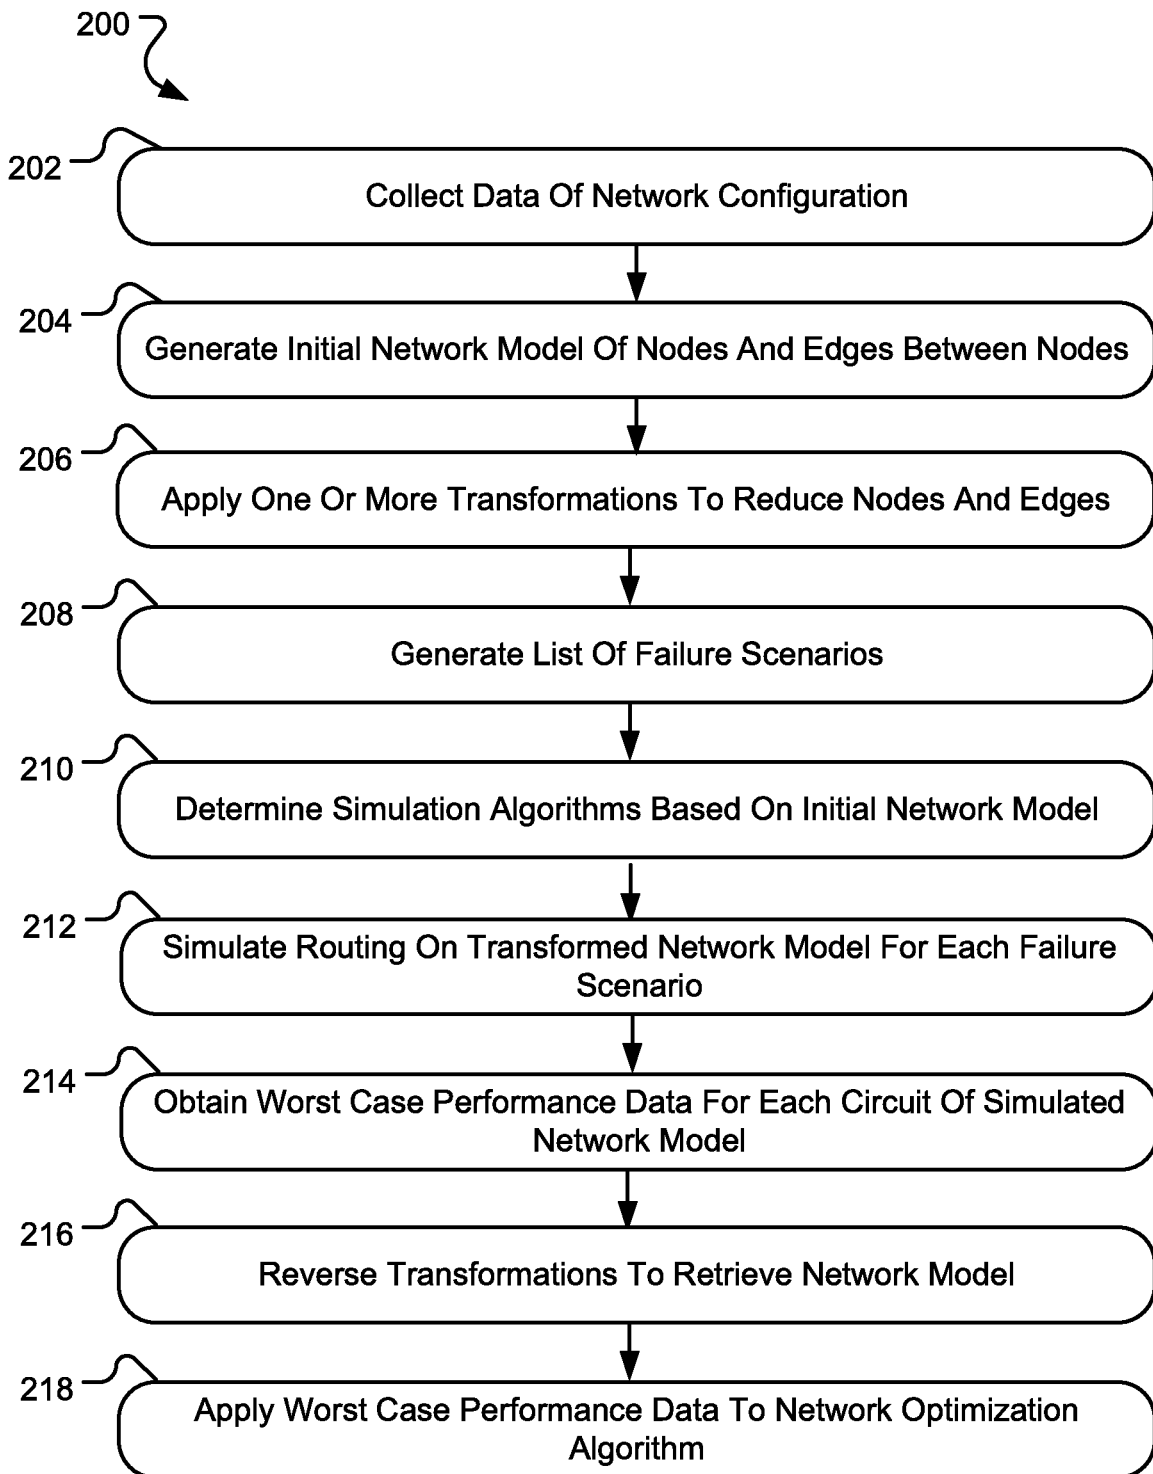 200
202
Collect Data Of Network Configuration
204
Generate Initial Network Model Of Nodes And Edges Between Nodes
206
Apply One Or More Transformations To Reduce Nodes And Edges
208
Generate List Of Failure Scenarios
210
Determine Simulation Algorithms Based On Initial Network Model
212
Simulate Routing On Transformed Network Model For Each Failure
Scenario
214
Obtain Worst Case Performance Data For Each Circuit Of Simulated
Network Model
216
Reverse Transformations To Retrieve Network Model
218
Apply Worst Case Performance Data To Network Optimization
Algorithm